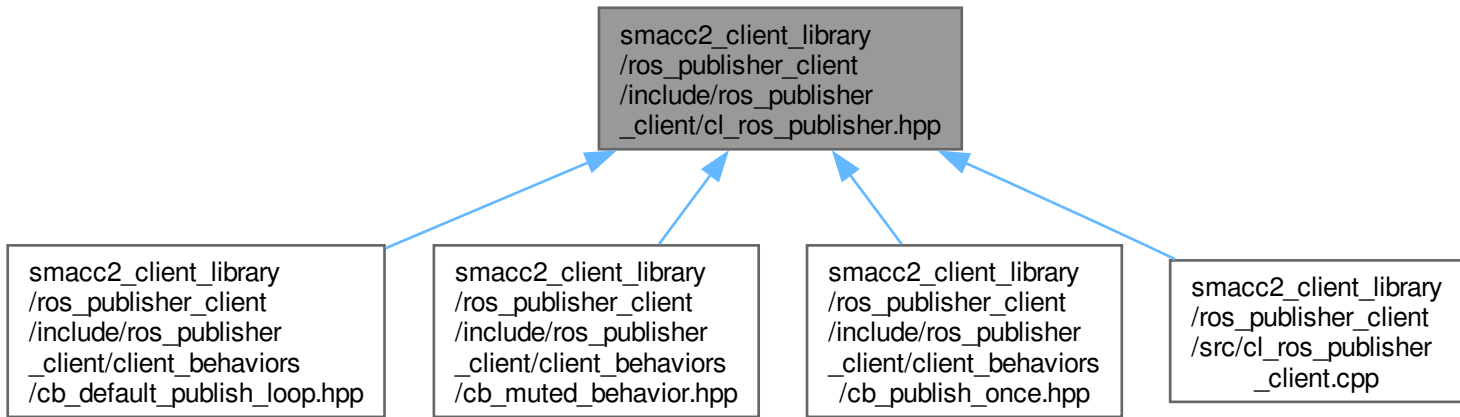 smacc2_client_library
/ros_publisher_client
/include/ros_publisher
_client/cl_ros_publisher.hpp
smacc2_client_library
/ros_publisher_client
/include/ros_publisher
_client/client_behaviors
/cb_default_publish_loop.hpp
smacc2_client_library
/ros_publisher_client
/include/ros_publisher
_client/client_behaviors
/cb_muted_behavior.hpp
smacc2_client_library
/ros_publisher_client
/include/ros_publisher
_client/client_behaviors
/cb_publish_once.hpp
smacc2_client_library
/ros_publisher_client
/src/cl_ros_publisher
_client.cpp